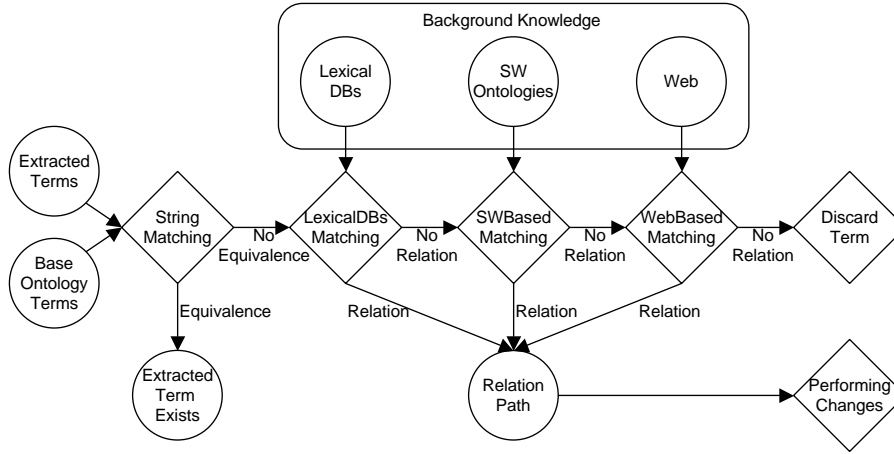 Background Knowledge
Lexical
DBs
SW
Ontologies
Web
Extracted
Terms
Base
Ontology
Terms
String
Matching
No
Equivalence
LexicalDBs
Matching
No
Relation
SWBased
Matching
No
Relation
WebBased
Matching
No
Relation
Discard
Term
Equivalence
Relation
Relation
Relation
Extracted
Term
Exists
Relation
Path
Performing
Changes